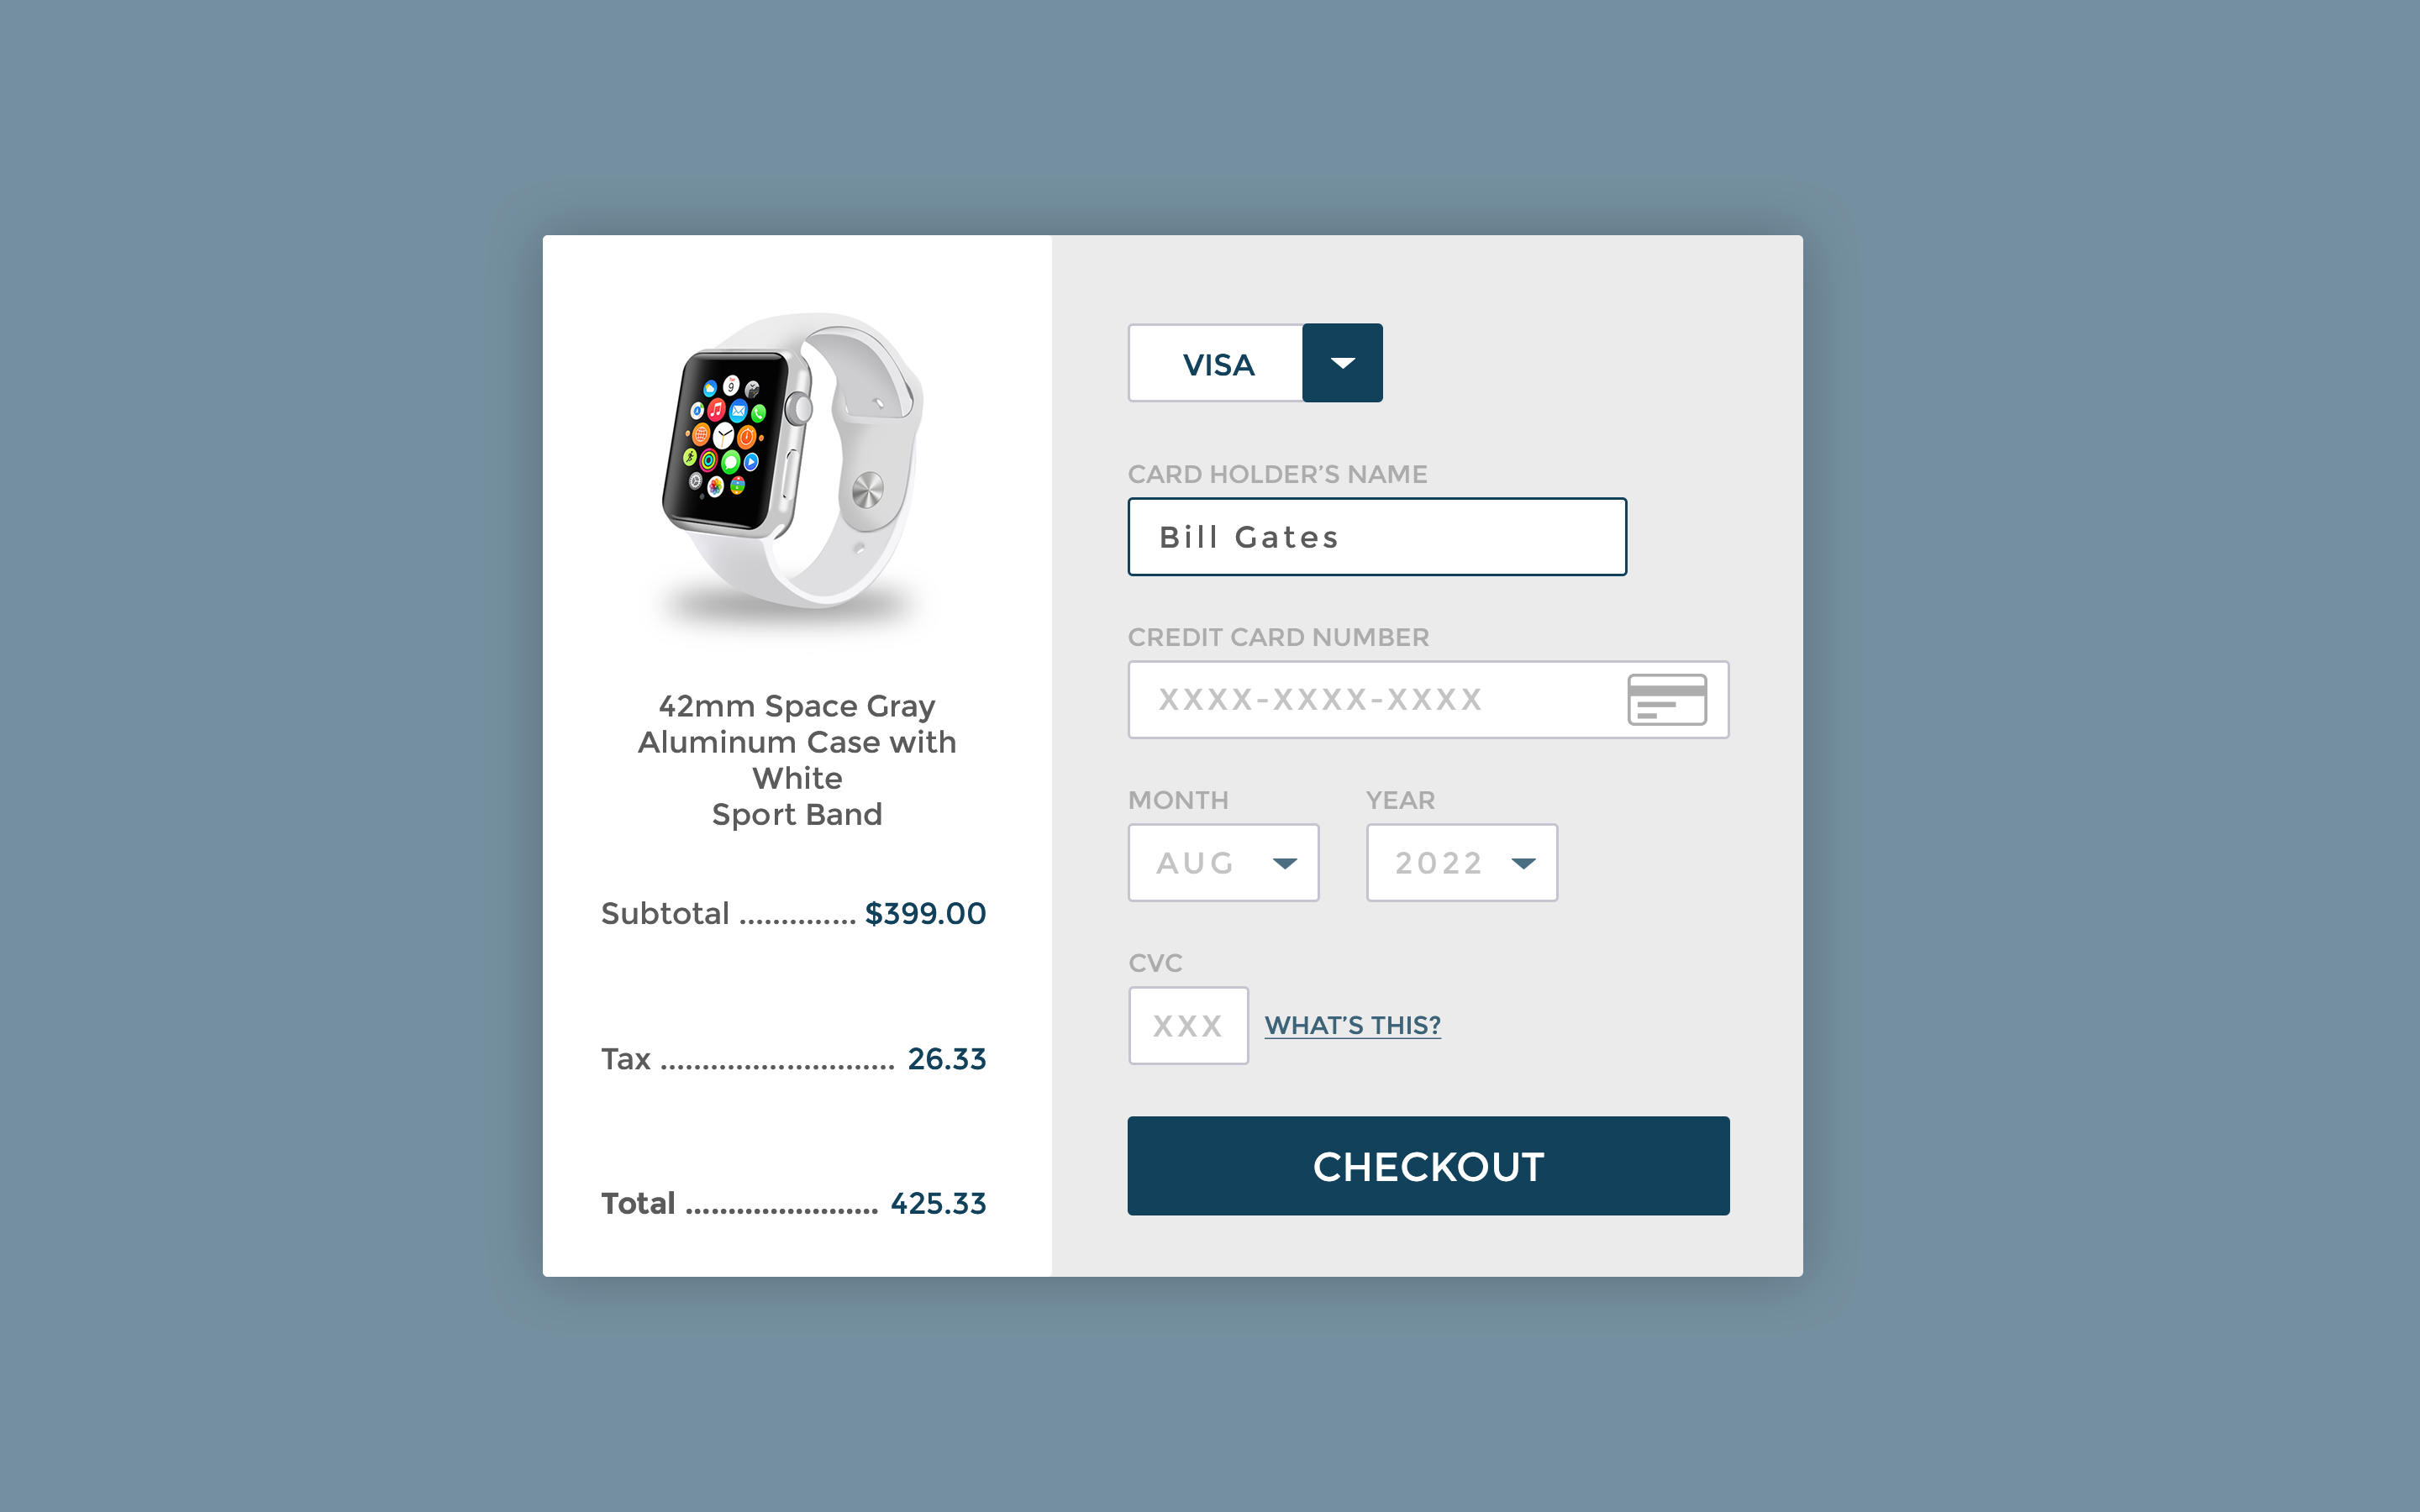 9
42mm Space Gray
Aluminum Case with
White
Sport Band
Subtotal .............. $399.00
Tax ............................ 26.33
Total ....................... 425.33
VISA
CARD HOLDER’S NAME
Bill Gates
CREDIT CARD NUMBER
XXXX-XXXX-XXXX
MONTH YEAR
AUG 2022
CVC
XXX WHAT’S THIS?
CHECKOUT